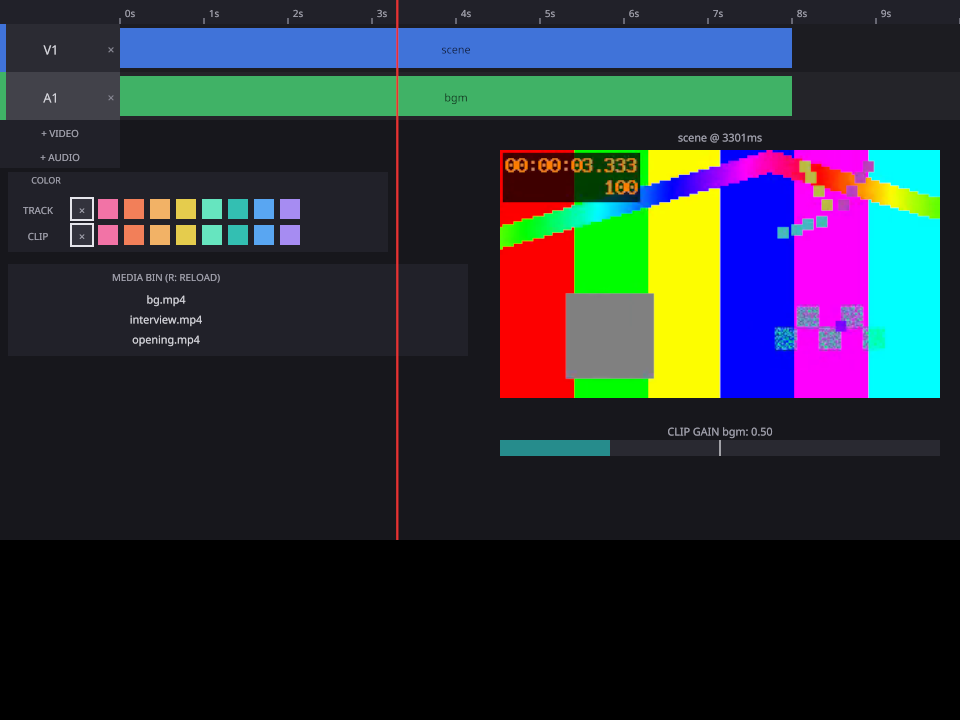 0s 1s 2s 3s 4s 5s 6s 7s 8s 9s
V1 × scene
A1 × bgm
+ VIDEO
+ AUDIO
scene @ 3301ms
00:00:03.333
100
COLOR
TRACK ×
CLIP ×
MEDIA BIN (R: RELOAD)
bg.mp4
interview.mp4
opening.mp4
CLIP GAIN bgm: 0.50